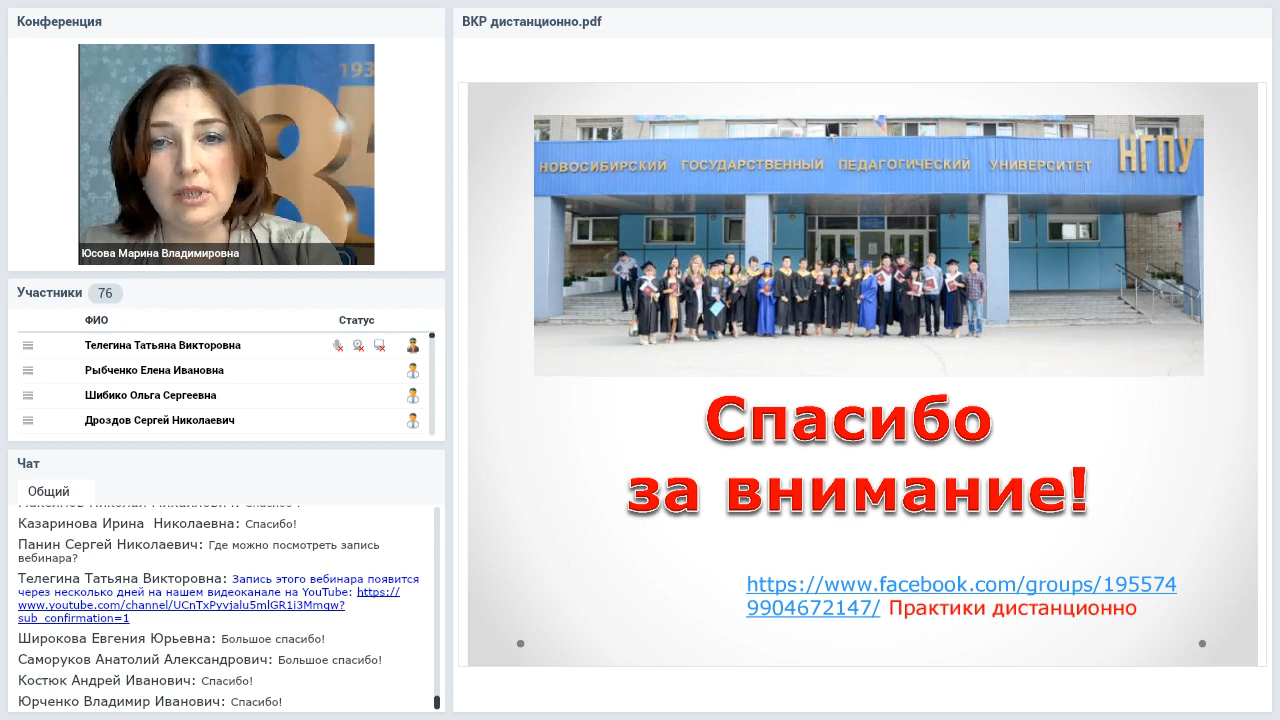 Конференция
193
Юсова Марина Владимировна
Участники 76
ФИО Статус
Телегина Татьяна Викторовна
Рыбченко Елена Ивановна
Шибико Ольга Сергеевна
Дроздов Сергей Николаевич
Чат
Общий
Казаринова Ирина Николаевна: Спасибо!
Панин Сергей Николаевич: Где можно посмотреть запись
вебинара?
Телегина Татьяна Викторовна: Запись этого вебинара появится
через несколько дней на нашем видеоканале на YouTube: https://
www.youtube.com/channel/UCnTxPyvjalu5mlGR1i3Mmqw?
sub_confirmation=1
Широкова Евгения Юрьевна: Большое спасибо!
Саморуков Анатолий Александрович: Большое спасибо!
Костюк Андрей Иванович: Спасибо!
Юрченко Владимир Иванович: Спасибо!
ВКР дистанционно.pdf
НОВОСИБИРСКИЙ ГОСУДАРСТВЕННЫЙ ПЕДАГОГИЧЕСКИЙ УНИВЕРСИТЕТ НГПУ
Спасибо
за внимание!
https://www.facebook.com/groups/195574
9904672147/ Практики дистанционно